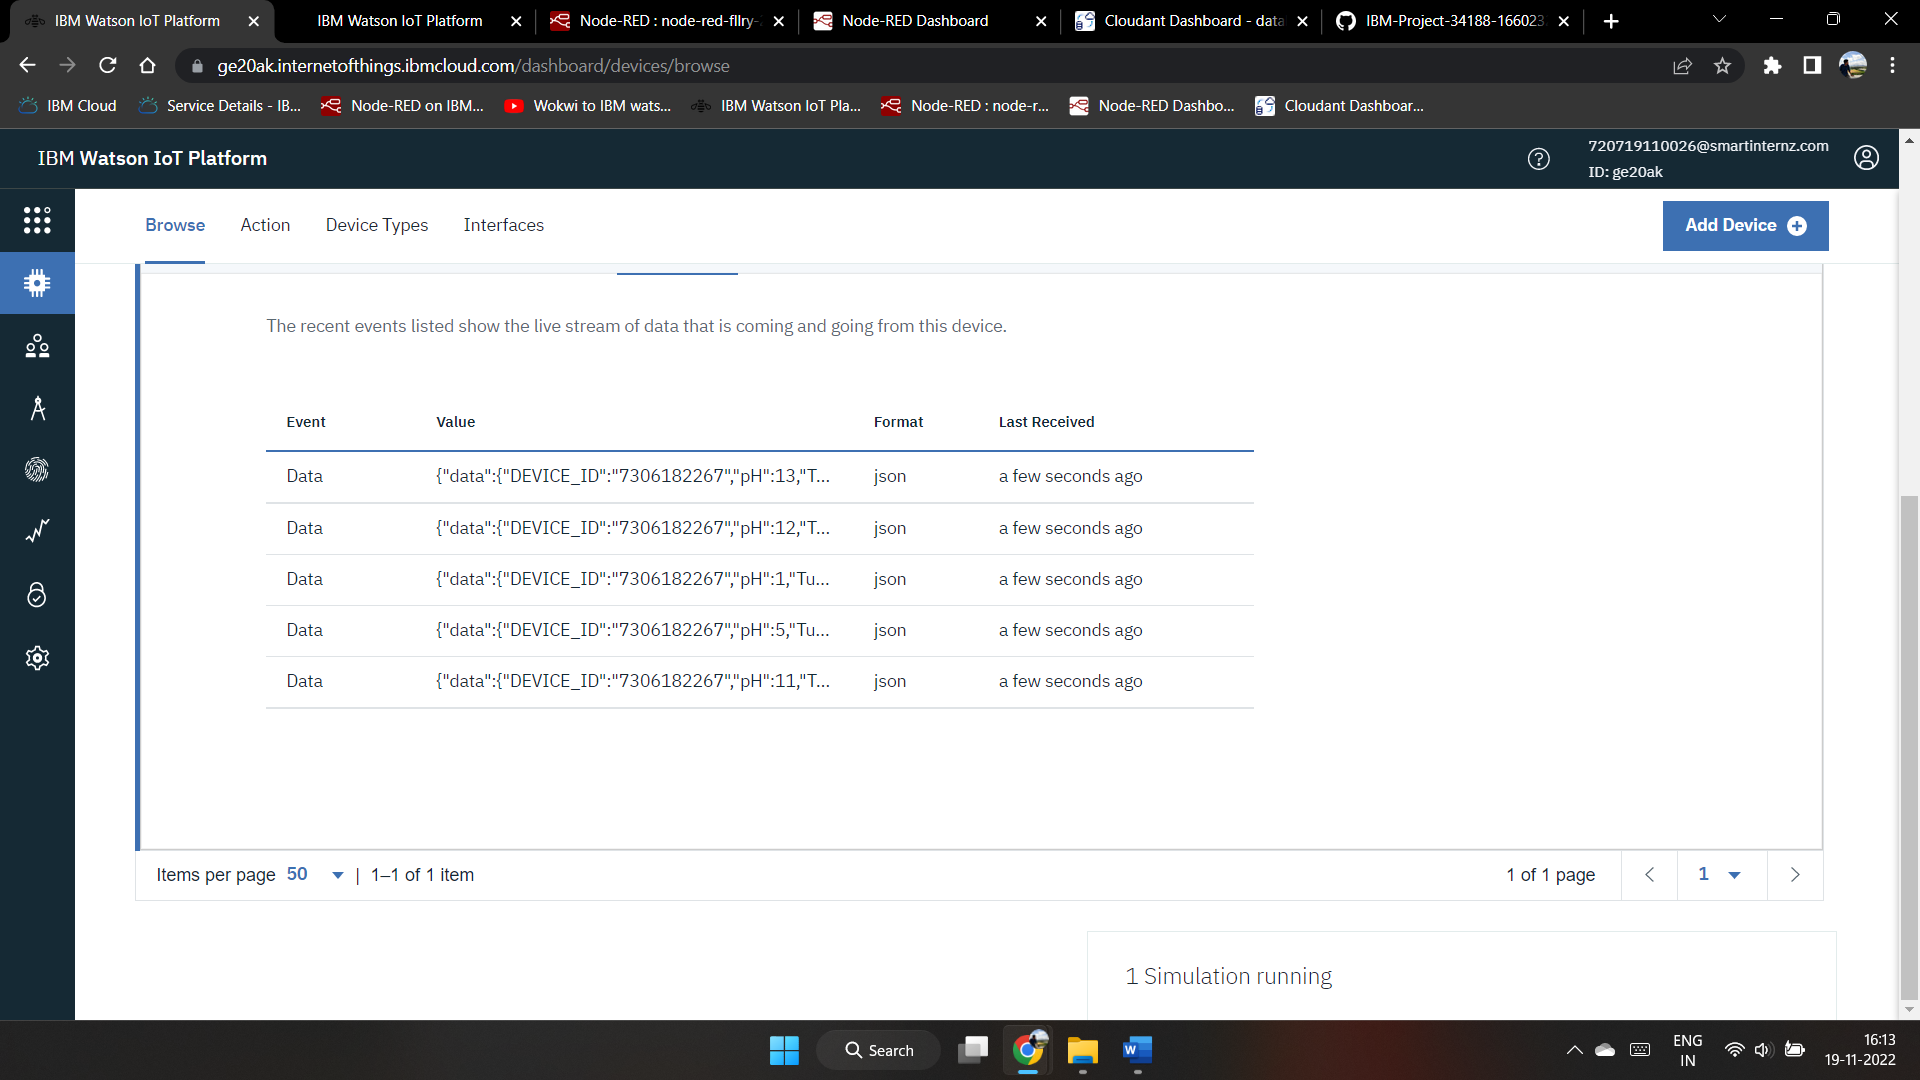 IBM Watson IoT Platform
IBM Watson IoT Platform
Node-RED : node-red-fllry-
Node-RED Dashboard
Cloudant Dashboard - data
IBM-Project-34188-166023
ge20ak.internetofthings.ibmcloud.com/dashboard/devices/browse
IBM Cloud
Service Details - IB...
Node-RED on IBM...
Wokwi to IBM wats...
IBM Watson IoT Pla...
Node-RED : node-r...
Node-RED Dashbo...
Cloudant Dashboar...
IBM Watson IoT Platform
720719110026@smartinternz.com
ID: ge20ak
Browse Action Device Types Interfaces
Add Device
The recent events listed show the live stream of data that is coming and going from this device.
Event Value Format Last Received
Data {"data":{"DEVICE_ID":"7306182267","pH":13,"T... json a few seconds ago
Data {"data":{"DEVICE_ID":"7306182267","pH":12,"T... json a few seconds ago
Data {"data":{"DEVICE_ID":"7306182267","pH":1,"Tu... json a few seconds ago
Data {"data":{"DEVICE_ID":"7306182267","pH":5,"Tu... json a few seconds ago
Data {"data":{"DEVICE_ID":"7306182267","pH":11,"T... json a few seconds ago
Items per page 50 | 1–1 of 1 item
1 of 1 page
1
1 Simulation running
Search
ENG
IN
16:13
19-11-2022